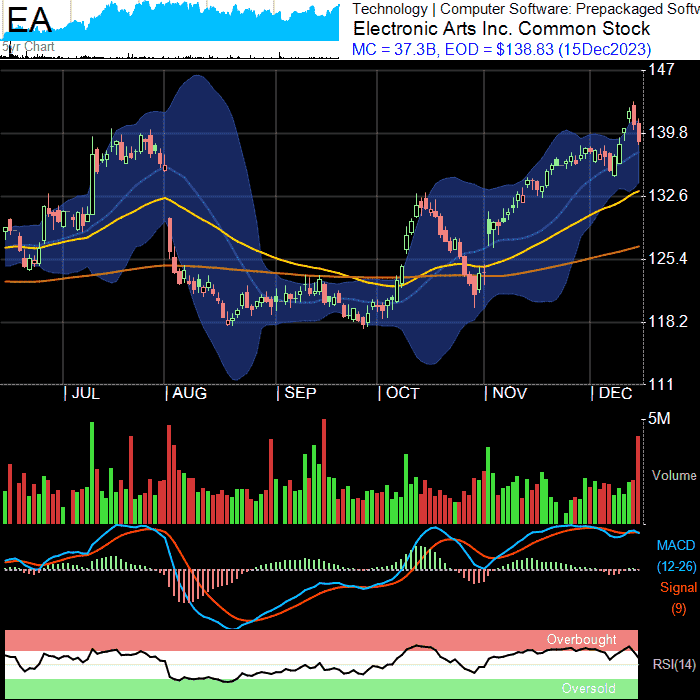 EA
5yr Chart
Technology | Computer Software: Prepackaged Softw
Electronic Arts Inc. Common Stock
MC = 37.3B, EOD = $138.83 (15Dec2023)
147
139.8
132.6
125.4
118.2
111
| JUL | AUG | SEP | OCT | NOV | DEC
5M
Volume
MACD
(12-26)
Signal
(9)
Overbought
RSI(14)
Oversold